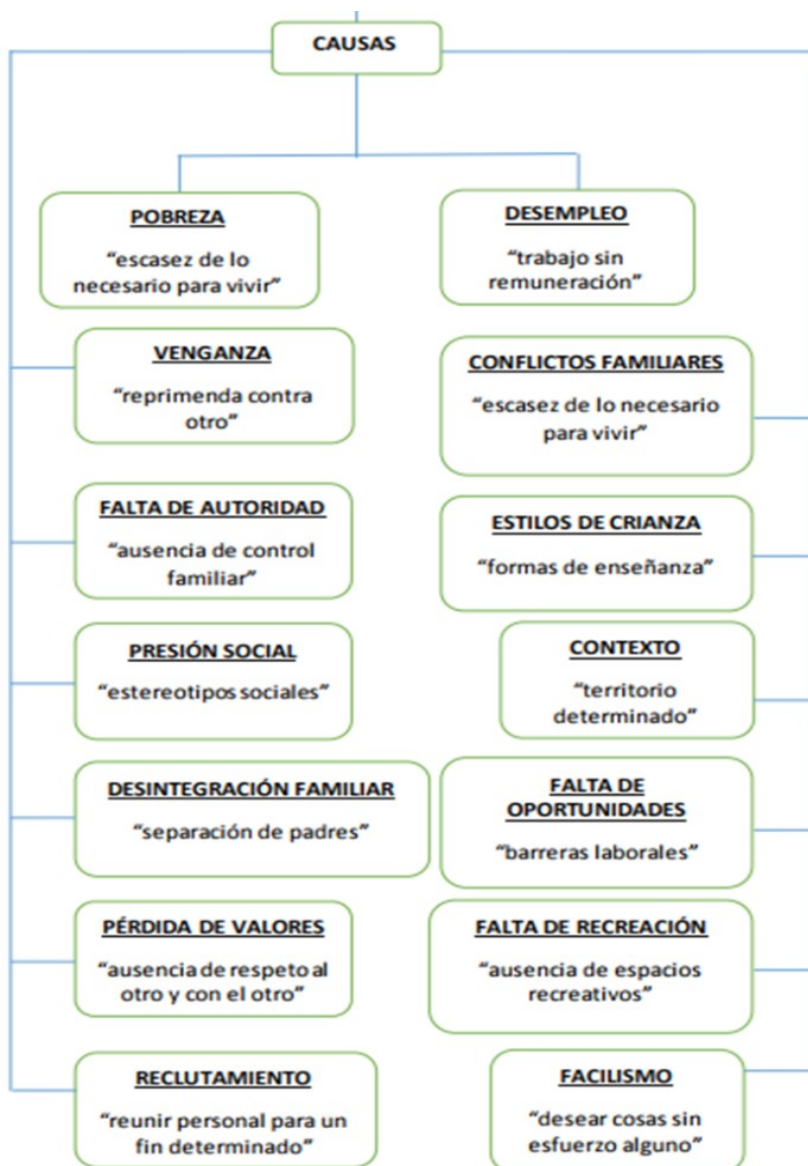 CAUSAS
POBREZA
“escasez de lo
necesario para vivir”
DESEMPLEO
“trabajo sin
remuneración”
VENGANZA
“reprimenda contra
otro”
CONFLICTOS FAMILIARES
“escasez de lo necesario
para vivir”
FALTA DE AUTORIDAD
“ausencia de control
familiar”
ESTILOS DE CRIANZA
“formas de enseñanza”
PRESIÓN SOCIAL
“estereotipos sociales”
CONTEXTO
“territorio
determinado”
DESINTEGRACIÓN FAMILIAR
“separación de padres”
FALTA DE
OPORTUNIDADES
“barreras laborales”
PÉRDIDA DE VALORES
“ausencia de respeto al
otro y con el otro”
FALTA DE RECREACIÓN
“ausencia de espacios
recreativos”
RECLUTAMIENTO
“reunir personal para un
fin determinado”
FACILISMO
“desear cosas sin
esfuerzo alguno”